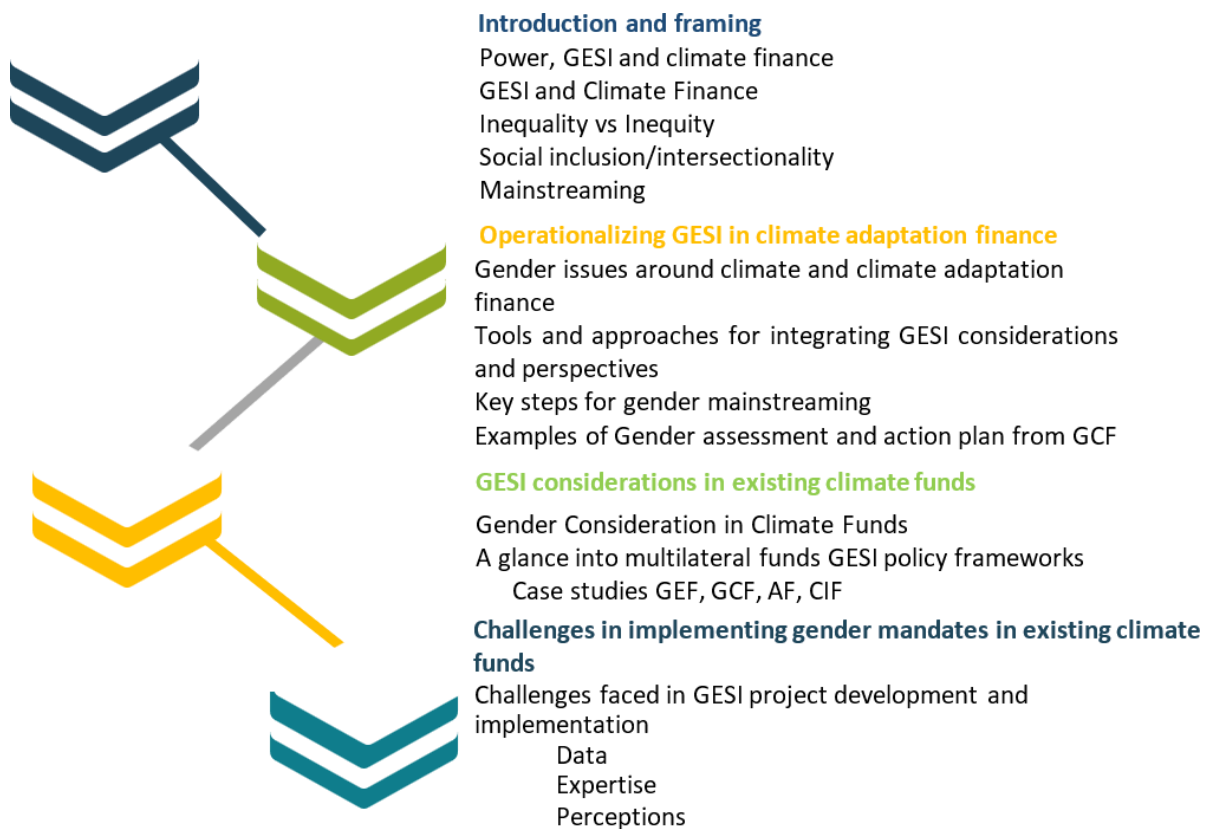 Introduction and framing
Power, GESI and climate finance
GESI and Climate Finance
Inequality vs Inequity
Social inclusion/intersectionality
Mainstreaming
Operationalizing GESI in climate adaptation finance
Gender issues around climate and climate adaptation
finance
Tools and approaches for integrating GESI considerations
and perspectives
Key steps for gender mainstreaming
Examples of Gender assessment and action plan from GCF
GESI considerations in existing climate funds
Gender Consideration in Climate Funds
A glance into multilateral funds GESI policy frameworks
Case studies GEF, GCF, AF, CIF
Challenges in implementing gender mandates in existing climate
funds
Challenges faced in GESI project development and
implementation
Data
Expertise
Perceptions